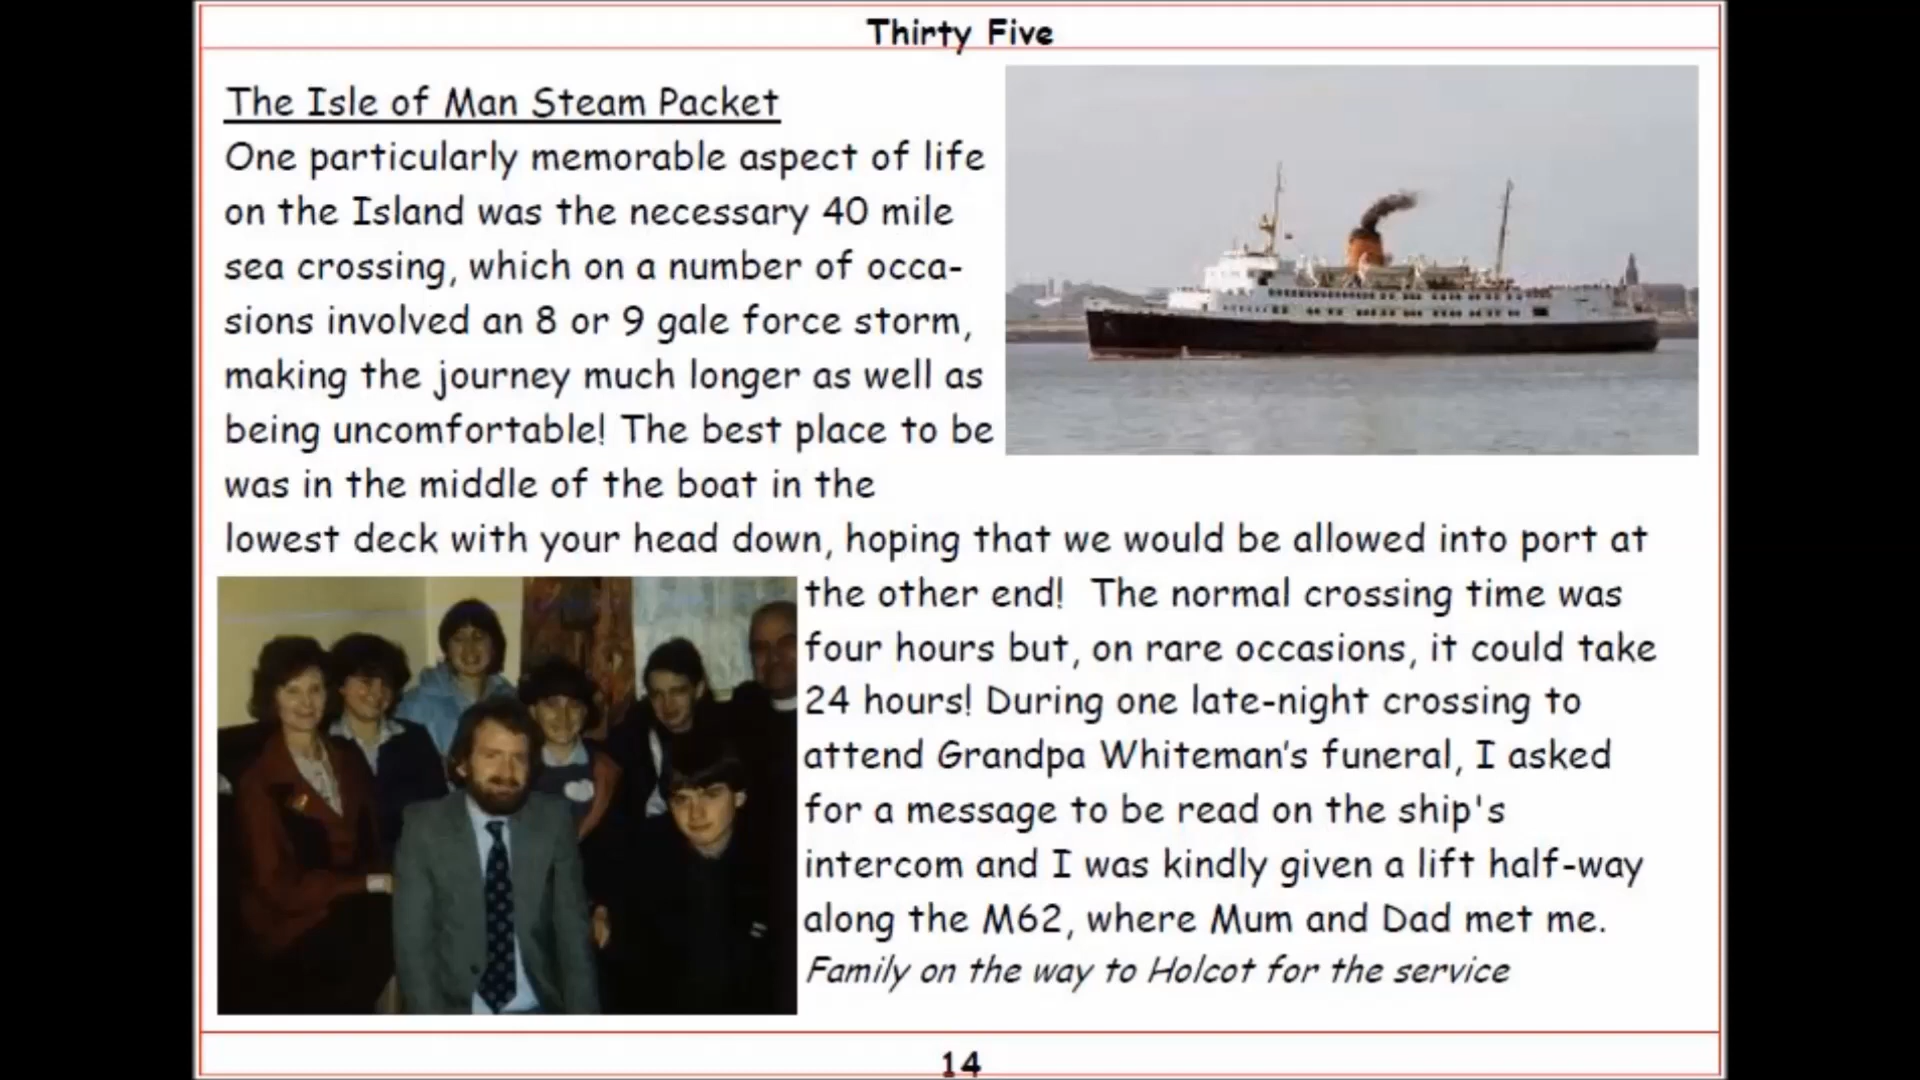 Thirty Five
The Isle of Man Steam Packet
One particularly memorable aspect of life
on the Island was the necessary 40 mile
sea crossing, which on a number of occa-
sions involved an 8 or 9 gale force storm,
making the journey much longer as well as
being uncomfortable! The best place to be
was in the middle of the boat in the
lowest deck with your head down, hoping that we would be allowed into port at
the other end!  The normal crossing time was
four hours but, on rare occasions, it could take
24 hours! During one late-night crossing to
attend Grandpa Whiteman's funeral, I asked
for a message to be read on the ship's
intercom and I was kindly given a lift half-way
along the M62, where Mum and Dad met me.
Family on the way to Holcot for the service
14